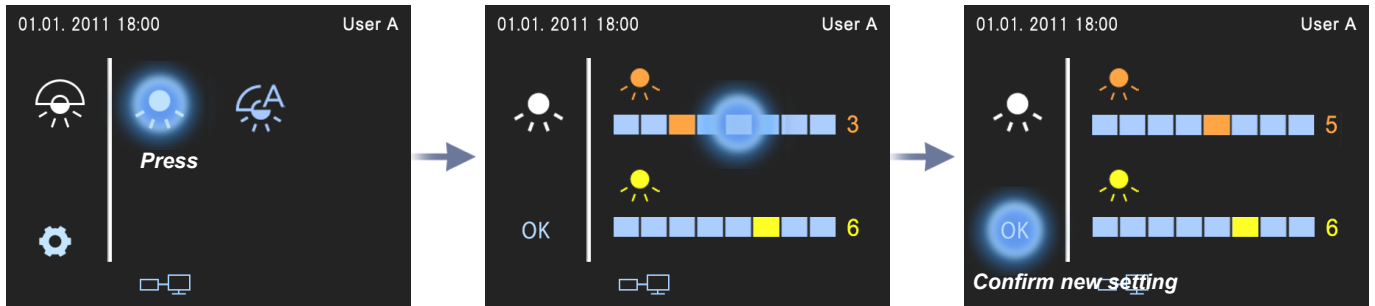 01.01. 2011 18:00 User A
A
Press
01.01. 2011 18:00 User A
3
OK
6
01.01. 2011 18:00 User A
5
OK
6
Confirm new setting